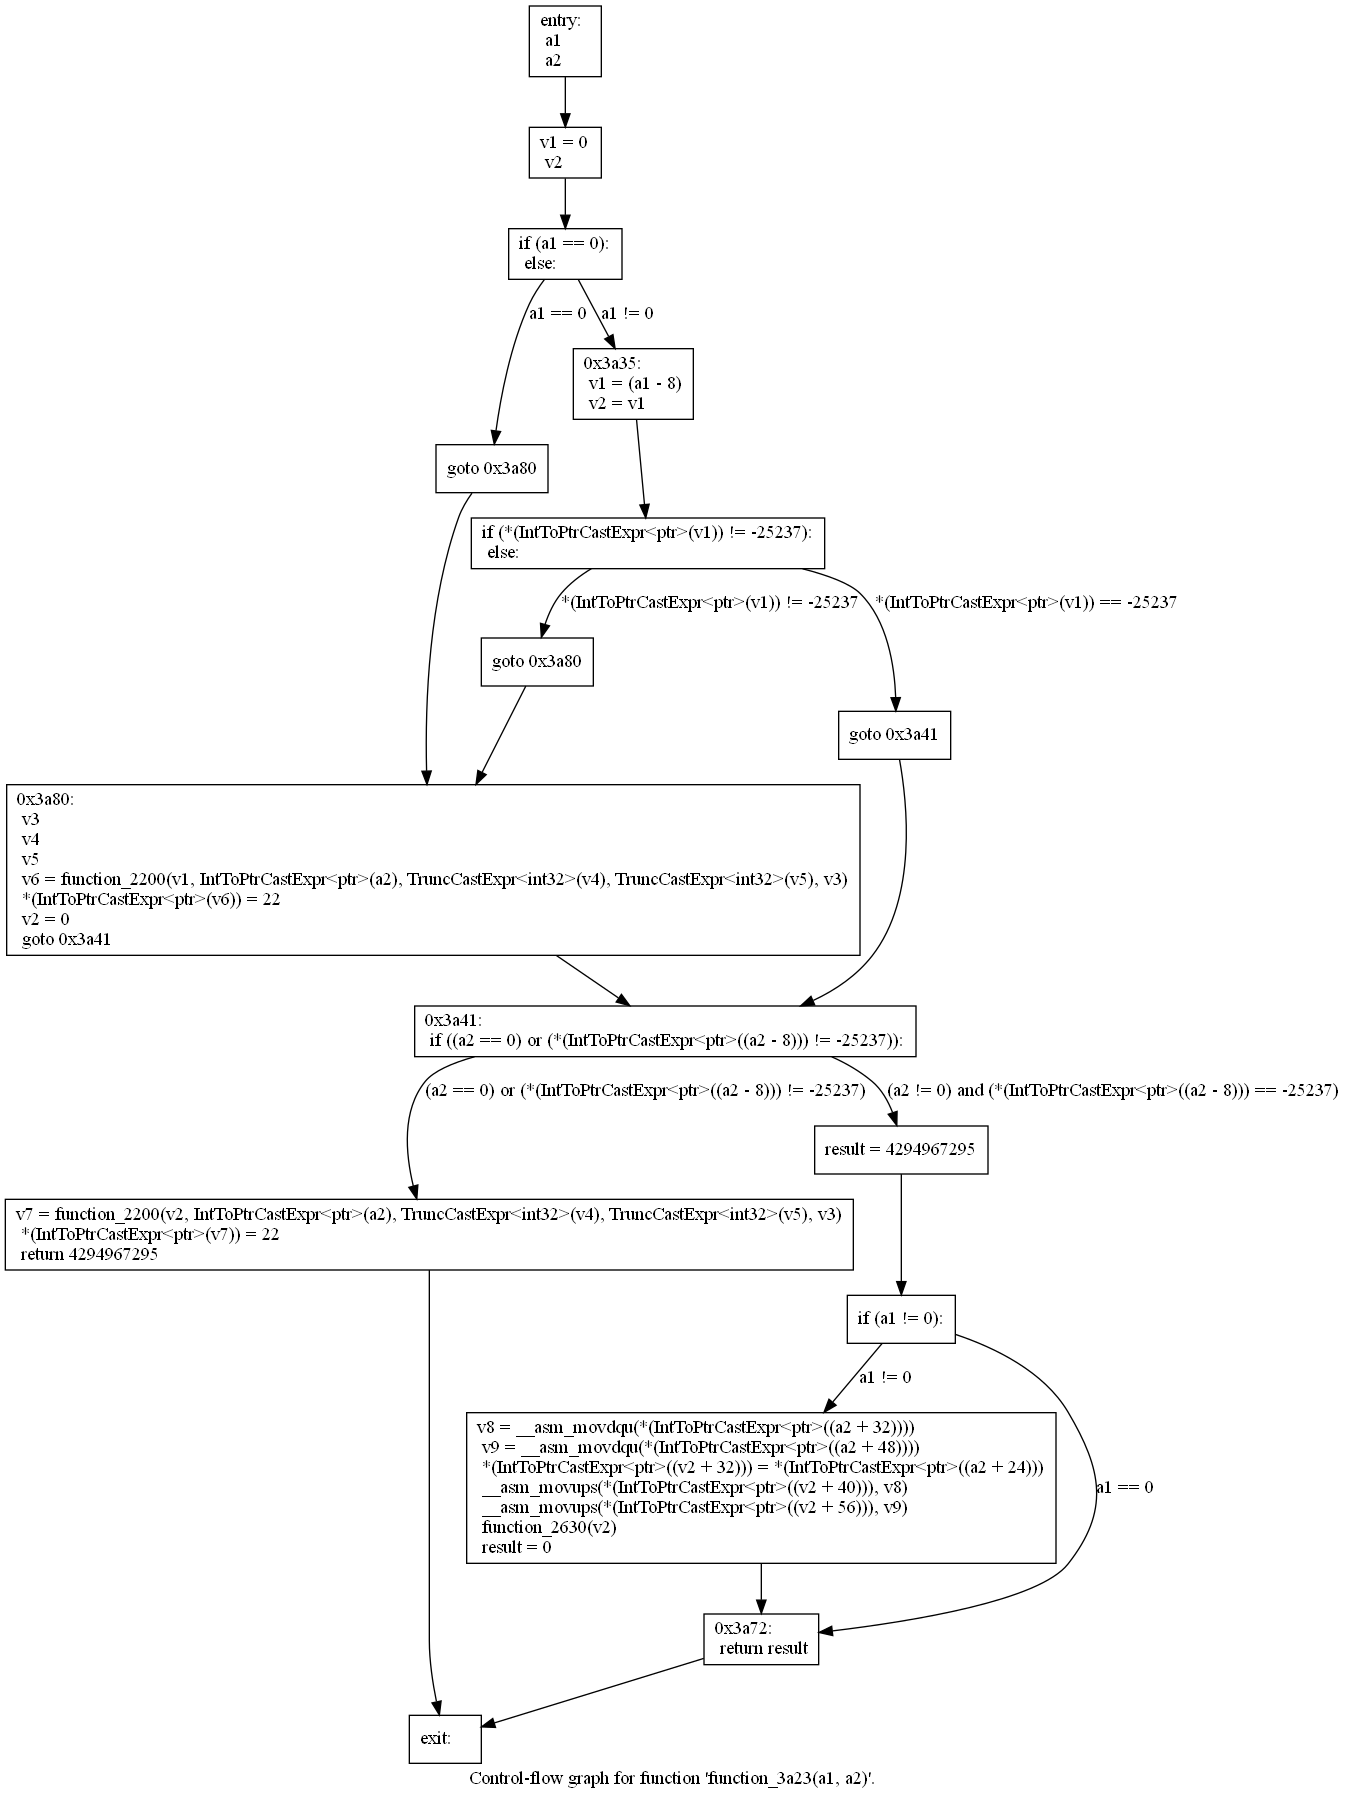 entry:
a1
a2
v1 = 0
v2
if (a1 == 0):
else:
a1 == 0
a1 != 0
0x3a35:
v1 = (a1 - 8)
v2 = v1
goto 0x3a80
if (*(IntToPtrCastExpr<ptr>(v1)) != -25237):
else:
*(IntToPtrCastExpr<ptr>(v1)) != -25237
*(IntToPtrCastExpr<ptr>(v1)) == -25237
goto 0x3a80
goto 0x3a41
0x3a80:
v3
v4
v5
v6 = function_2200(v1, IntToPtrCastExpr<ptr>(a2), TruncCastExpr<int32>(v4), TruncCastExpr<int32>(v5), v3)
*(IntToPtrCastExpr<ptr>(v6)) = 22
v2 = 0
goto 0x3a41
0x3a41:
if ((a2 == 0) or (*(IntToPtrCastExpr<ptr>((a2 - 8))) != -25237)):
(a2 == 0) or (*(IntToPtrCastExpr<ptr>((a2 - 8))) != -25237)
(a2 != 0) and (*(IntToPtrCastExpr<ptr>((a2 - 8))) == -25237)
result = 4294967295
v7 = function_2200(v2, IntToPtrCastExpr<ptr>(a2), TruncCastExpr<int32>(v4), TruncCastExpr<int32>(v5), v3)
*(IntToPtrCastExpr<ptr>(v7)) = 22
return 4294967295
if (a1 != 0):
a1 != 0
v8 = __asm_movdqu(*(IntToPtrCastExpr<ptr>((a2 + 32))))
v9 = __asm_movdqu(*(IntToPtrCastExpr<ptr>((a2 + 48))))
*(IntToPtrCastExpr<ptr>((v2 + 32))) = *(IntToPtrCastExpr<ptr>((a2 + 24)))
__asm_movups(*(IntToPtrCastExpr<ptr>((v2 + 40))), v8)
__asm_movups(*(IntToPtrCastExpr<ptr>((v2 + 56))), v9)
function_2630(v2)
result = 0
a1 == 0
0x3a72:
return result
exit:
Control-flow graph for function 'function_3a23(a1, a2)'.